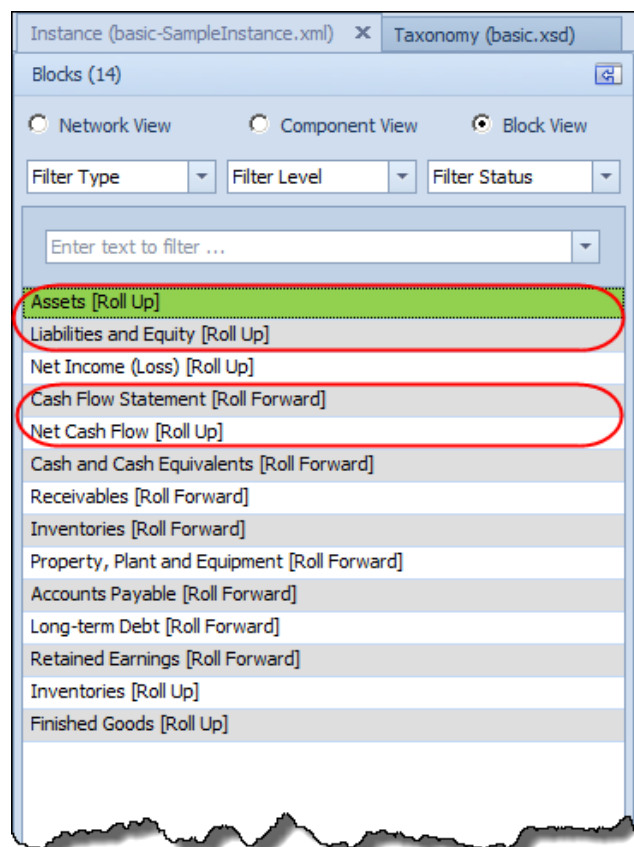 Instance (basic-SampleInstance.xml) X Taxonomy (basic.xsd)
Blocks (14)
Network View Component View Block View
Filter Type Filter Level Filter Status
Enter text to filter ...
Assets [Roll Up]
Liabilities and Equity [Roll Up]
Net Income (Loss) [Roll Up]
Cash Flow Statement [Roll Forward]
Net Cash Flow [Roll Up]
Cash and Cash Equivalents [Roll Forward]
Receivables [Roll Forward]
Inventories [Roll Forward]
Property, Plant and Equipment [Roll Forward]
Accounts Payable [Roll Forward]
Long-term Debt [Roll Forward]
Retained Earnings [Roll Forward]
Inventories [Roll Up]
Finished Goods [Roll Up]